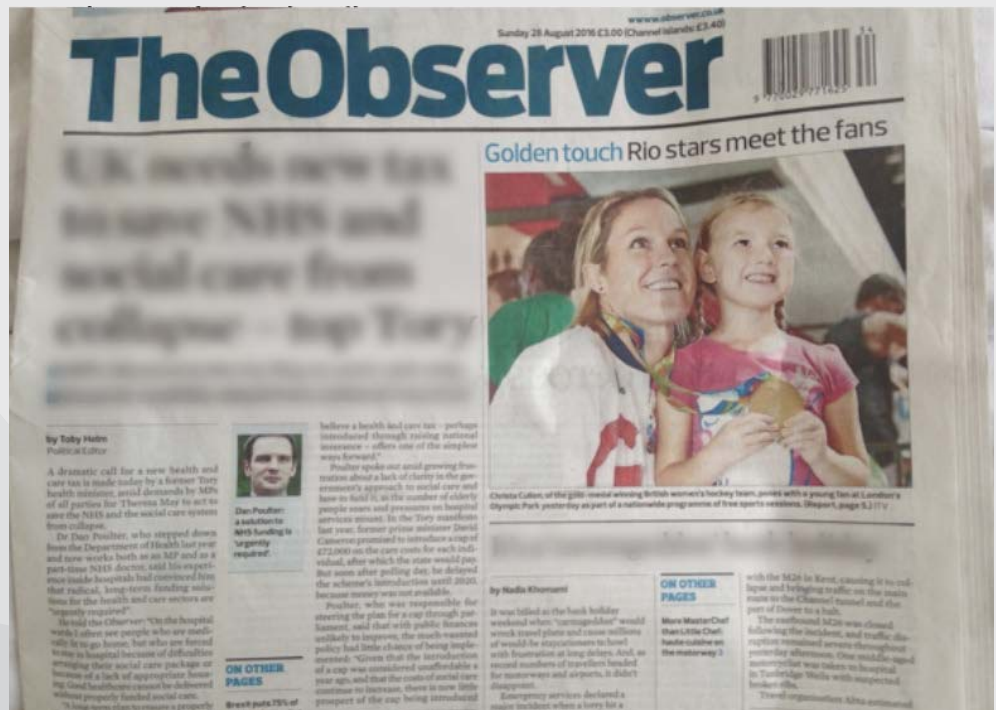 www.observer.co.uk
Sunday 28 August 2016 £3.00 (Channel Islands £3.40)
The Observer
34
9 770029 771625
UK needs new tax
to save NHS and
social care from
collapse top Tory
by Toby Helm
Political Editor
A dramatic call for a new health and
care tax is made today by a former Tory
health minister, amid demands by MPs
of all parties for Theresa May to act to
save the NHS and the social care system
from collapse.
Dr Dan Poulter, who stepped down
from the Department of Health last year
and now works both as an MP and as a
part-time NHS doctor, said his experi-
ence inside hospitals had convinced him
that radical, long-term funding solu-
tions for the health and care sectors are
"urgently required".
He told the Observer: "On the hospital
wards I often see people who are medi-
cally fit to go home, but who are forced
to stay in hospital because of difficulties
arranging their social care package or
because of a lack of appropriate hous-
ing. Good healthcare cannot be delivered
without properly funded social care.
Dan Poulter:
a solution to
NHS funding is
'urgently
required'.
ON OTHER
PAGES
Brexit puts 75% of
believe a health and care tax – perhaps
introduced through raising national
insurance – offers one of the simplest
ways forward."
Poulter spoke out amid growing frus-
tration about a lack of clarity in the gov-
ernment's approach to social care and
how to fund it, as the number of elderly
people soars and pressures on hospital
services mount. In the Tory manifesto
last year, former prime minister David
Cameron promised to introduce a cap of
£72,000 on the care costs for each indi-
vidual, after which the state would pay.
But soon after polling day, he delayed
the scheme's introduction until 2020,
because money was not available.
Poulter, who was responsible for
steering the plan for a cap through par-
liament, said that with public finances
unlikely to improve, the much-vaunted
policy had little chance of being imple-
mented: "Given that the introduction
of a cap was considered unaffordable a
year ago, and that the costs of social care
continue to increase, there is now little
prospect of the cap being introduced
Golden touch Rio stars meet the fans
Christa Cullen, of the gold-medal winning British women's hockey team, poses with a young fan at London's
Olympic Park yesterday as part of a nationwide programme of free sports sessions. (Report, page 5.) ITV
by Nadia Khomami
It was billed as the bank holiday
weekend when "carmageddon" would
wreck travel plans and cause millions
of would-be staycationers to howl
with frustration at long delays. And, as
record numbers of travellers headed
for motorways and airports, it didn't
disappoint.
Emergency services declared a
major incident when a lorry hit a
ON OTHER
PAGES
More MasterChef
than Little Chef:
haute cuisine on
the motorway 3
with the M26 in Kent, causing it to col-
lapse and bringing traffic on the main
route to the Channel tunnel and the
port of Dover to a halt.
The eastbound M26 was closed
following the incident, and traffic dis-
ruption remained severe throughout
yesterday afternoon. One middle-aged
motorcyclist was taken to hospital
in Tunbridge Wells with suspected
broken ribs.
Travel organisation Abta estimated